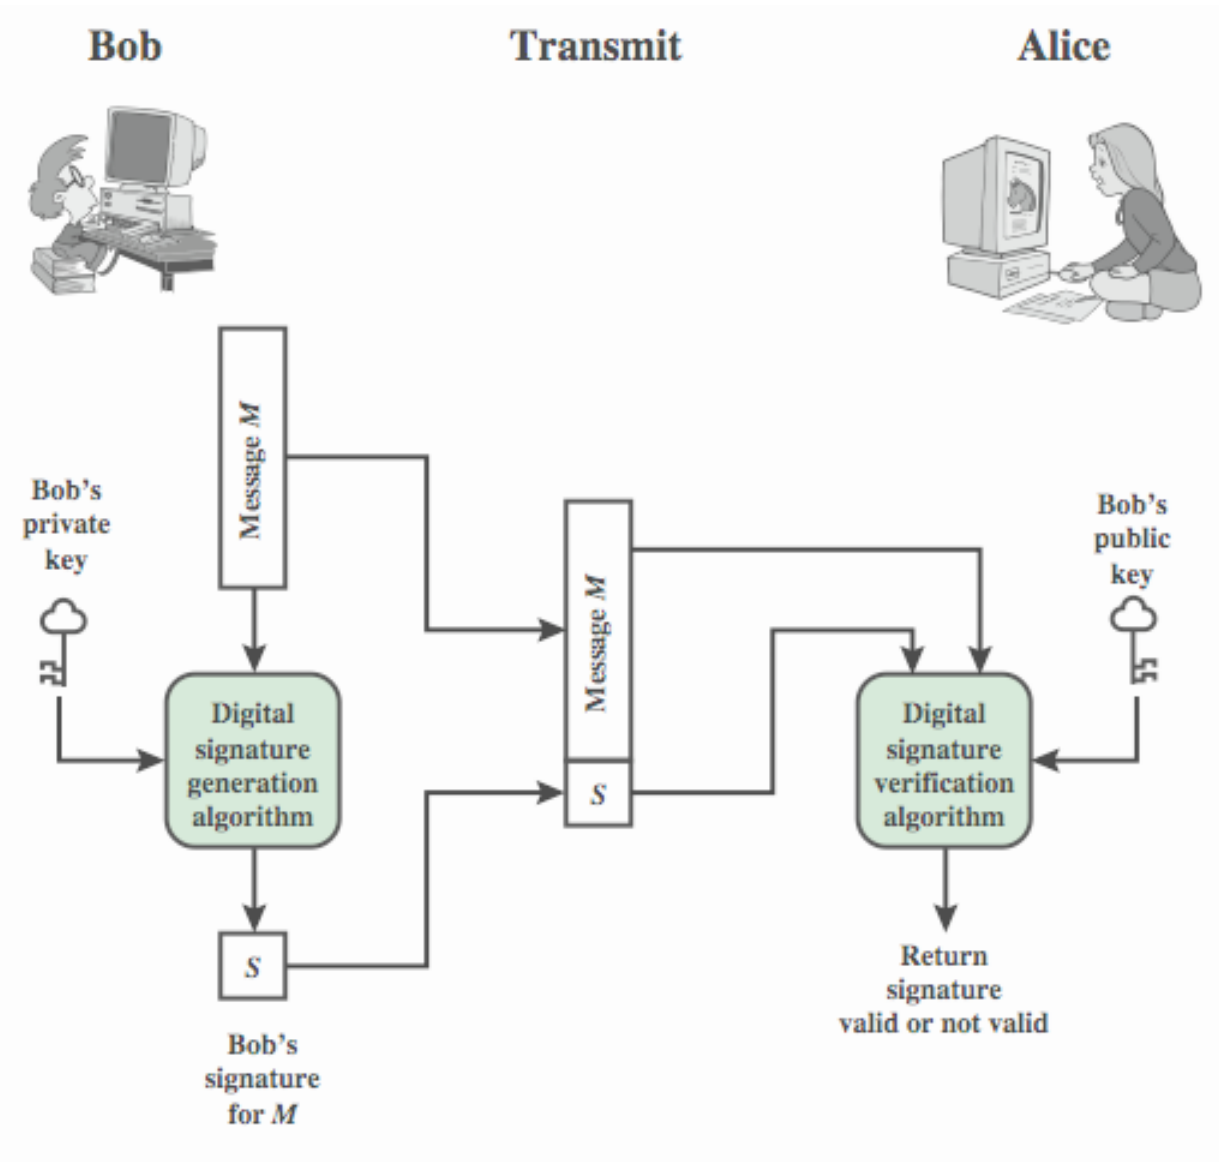 Bob
Transmit
Alice
Message M
Bob's
private
key
Message M
Bob's
public
key
Digital
signature
generation
algorithm
S
Digital
signature
verification
algorithm
S
Bob's
signature
for M
Return
signature
valid or not valid